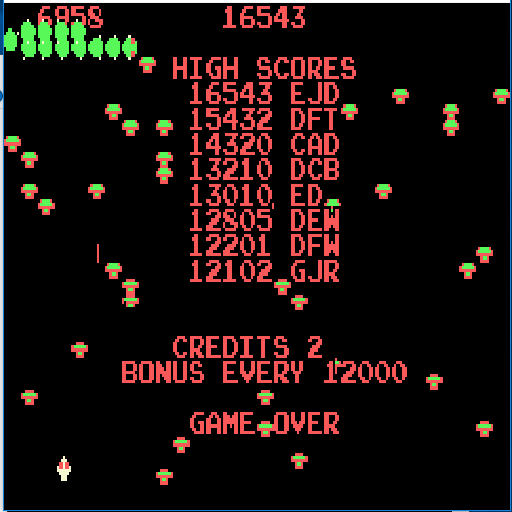 6958 16543
HIGH SCORES
16543 EJD
15432 DFT
14320 CAD
13210 DCB
13010 ED
12805 DEW
12201 DFW
12102 GJR
CREDITS 2
BONUS EVERY 12000
GAME OVER